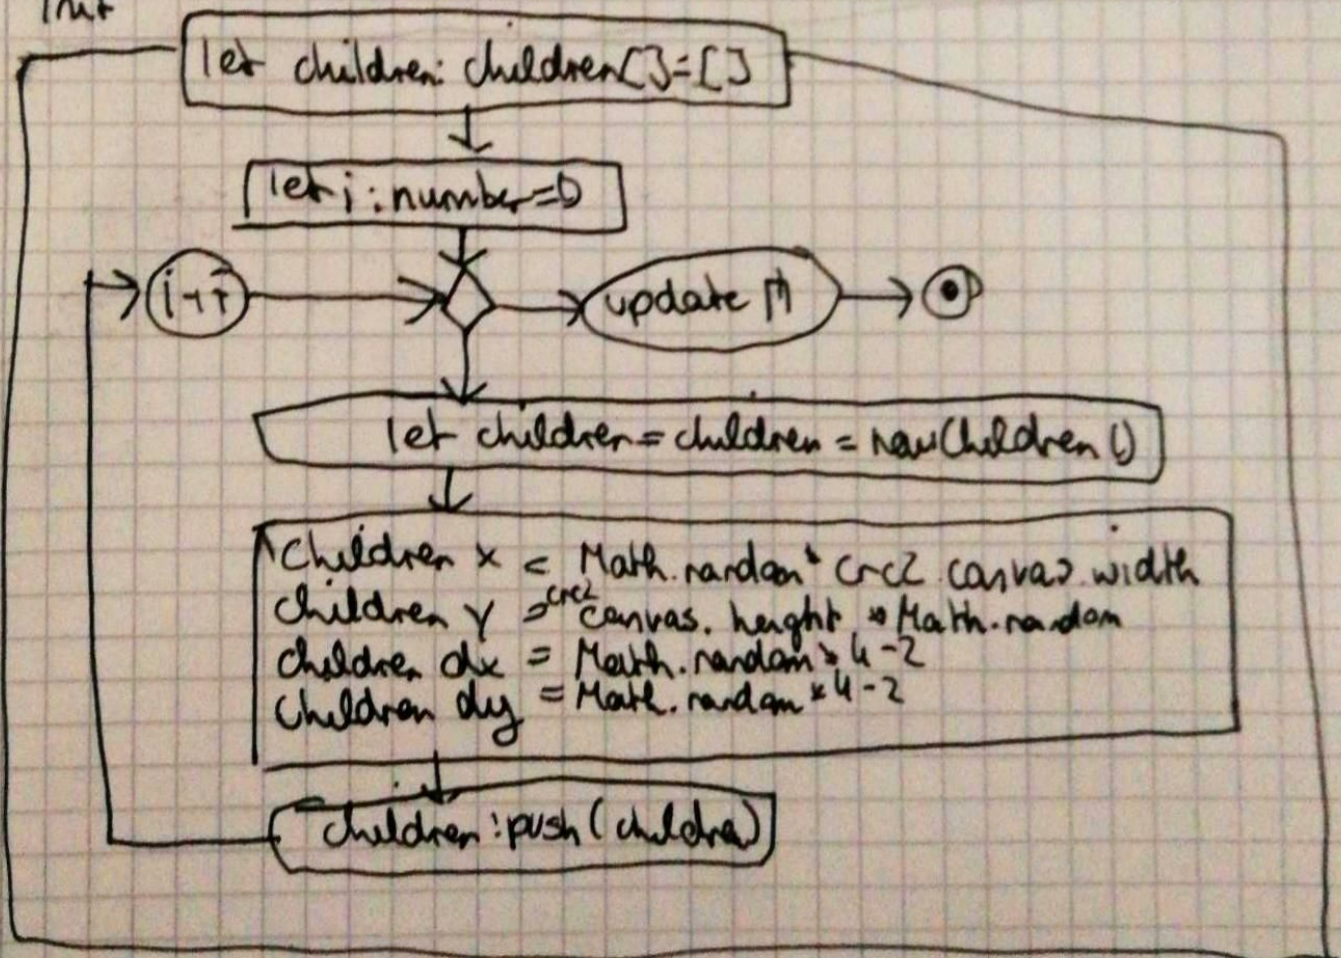 Init
let children: children[]=[]
let i: number=0
i++
update
let children = children = new Children ()
Children x = Math.random * crc2 canvas width
children y = crc2 canvas. height * Math.random
children dx = Math.random * 4 - 2
children dy = Math.random * 4 - 2
children : push (children)